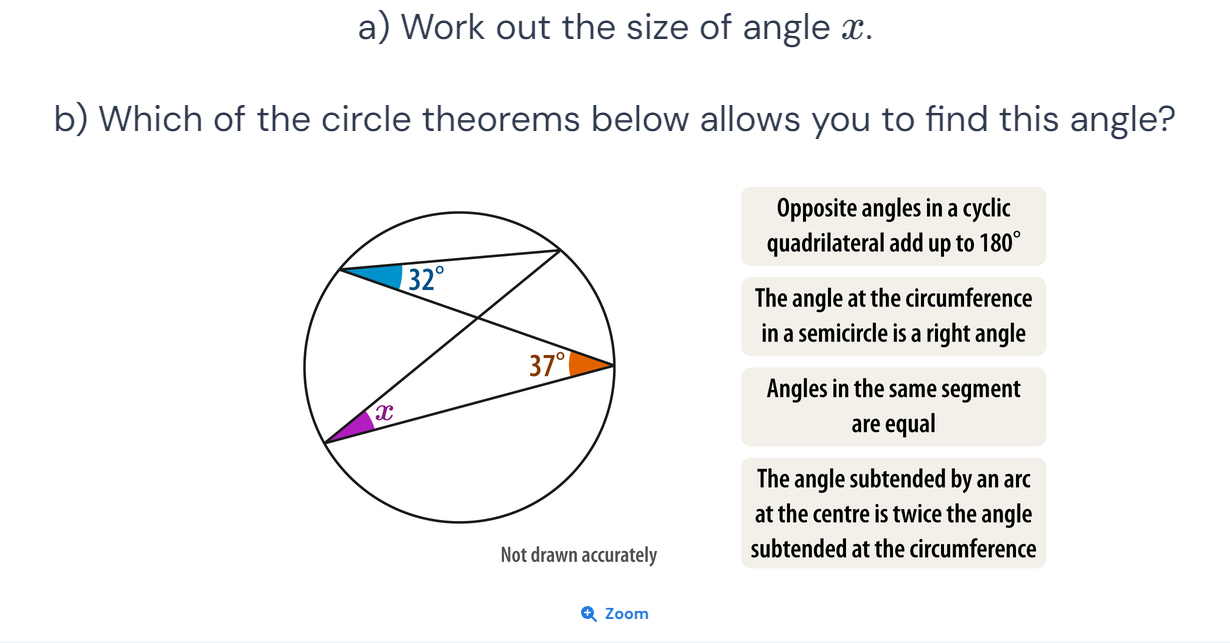 a) Work out the size of angle x.
b) Which of the circle theorems below allows you to find this angle?
Opposite angles in a cyclic
quadrilateral add up to 180°
32°
The angle at the circumference
in a semicircle is a right angle
37°
Angles in the same segment
are equal
x
The angle subtended by an arc
at the centre is twice the angle
subtended at the circumference
Not drawn accurately
Zoom